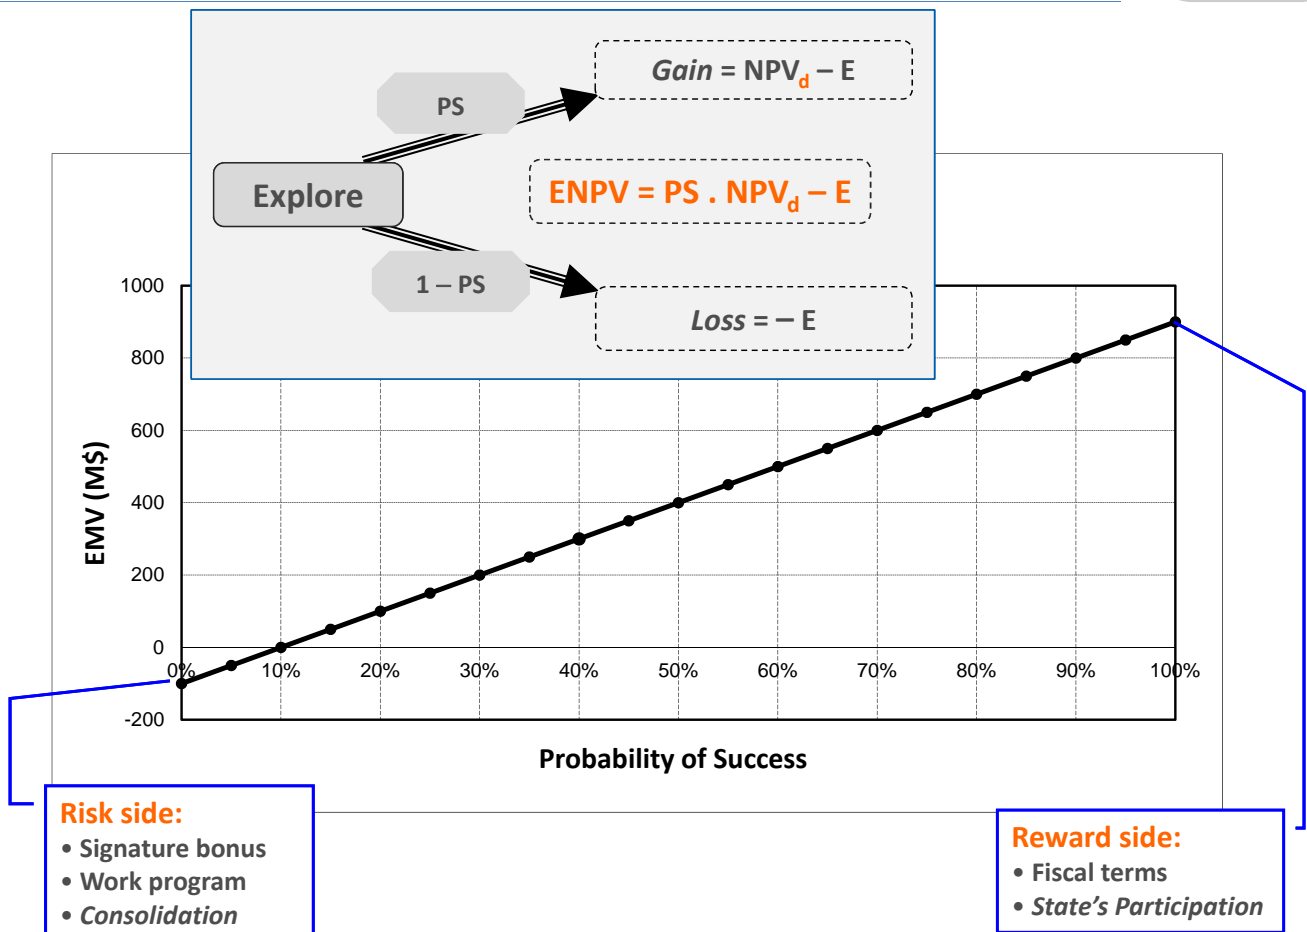 Gain = NPVd – E
PS
Explore
ENPV = PS . NPVd – E
1 – PS
Loss = – E
1000
800
600
400
200
0
-200
EMV (M$)
0%
10%
20%
30%
40%
50%
60%
70%
80%
90%
100%
Probability of Success
Risk side:
• Signature bonus
• Work program
• Consolidation
Reward side:
• Fiscal terms
• State’s Participation